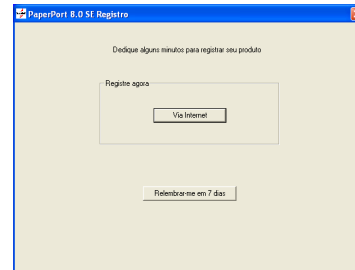 PaperPort 8.0 SE Registro
Dedique alguns minutos para registrar seu produto
Registre agora
Via Internet
Relembrar-me em 7 dias